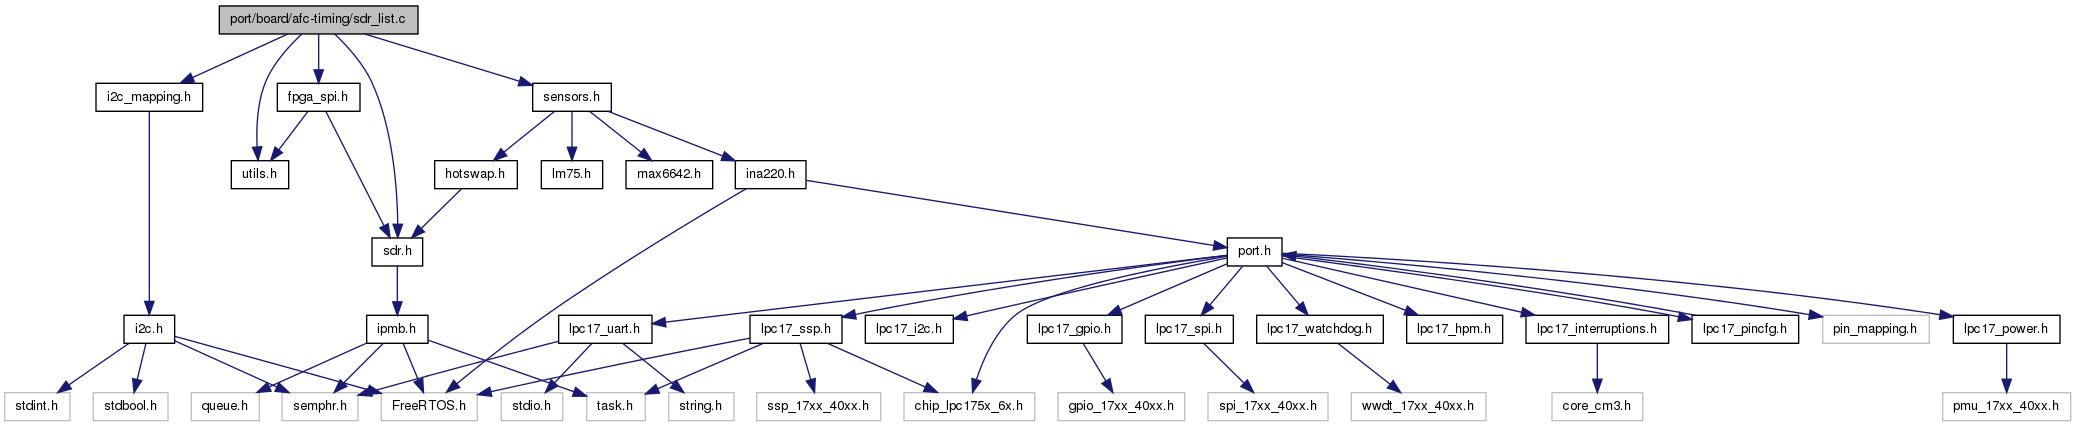 port/board/afc-timing/sdr_list.c
i2c_mapping.h
fpga_spi.h
sensors.h
utils.h
hotswap.h
lm75.h
max6642.h
ina220.h
sdr.h
port.h
i2c.h
ipmb.h
lpc17_uart.h
lpc17_ssp.h
lpc17_i2c.h
lpc17_gpio.h
lpc17_spi.h
lpc17_watchdog.h
lpc17_hpm.h
lpc17_interruptions.h
lpc17_pincfg.h
pin_mapping.h
lpc17_power.h
stdint.h
stdbool.h
queue.h
semphr.h
FreeRTOS.h
stdio.h
task.h
string.h
ssp_17xx_40xx.h
chip_lpc175x_6x.h
gpio_17xx_40xx.h
spi_17xx_40xx.h
wwdt_17xx_40xx.h
core_cm3.h
pmu_17xx_40xx.h